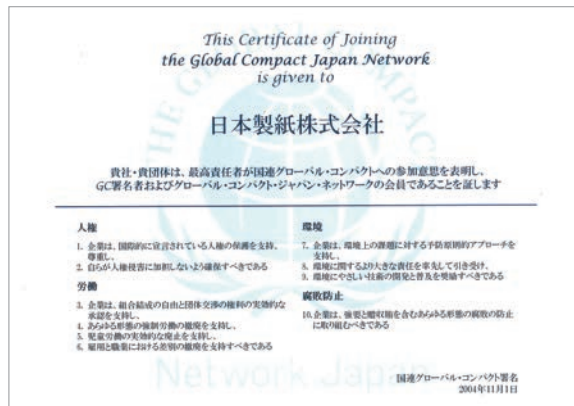 This Certificate of Joining
the Global Compact Japan Network
is given to
日本製紙株式会社
貴社・貴団体は、最高責任者が国連グローバル・コンパクトへの参加意思を表明し、
GC署名者およびグローバル・コンパクト・ジャパン・ネットワークの会員であることを証します
人権
1. 企業は、国際的に宣言されている人権の保護を支持、
尊重し、
2. 自らが人権侵害に加担しないよう確保すべきである
労働
3. 企業は、組合結成の自由と団体交渉の権利の実効的な
承認を支持し、
4. あらゆる形態の強制労働の撤廃を支持し、
5. 児童労働の実効的な廃止を支持し、
6. 雇用と職業における差別の撤廃を支持すべきである
環境
7. 企業は、環境上の課題に対する予防原則的アプローチを
支持し、
8. 環境に関するより大きな責任を率先して引き受け、
9. 環境にやさしい技術の開発と普及を奨励すべきである
腐敗防止
10. 企業は、強要と贈収賄を含むあらゆる形態の腐敗の防止
に取り組むべきである
THE GLOBAL COMPACT
Network Japan
国連グローバル・コンパクト署名
2004年11月1日